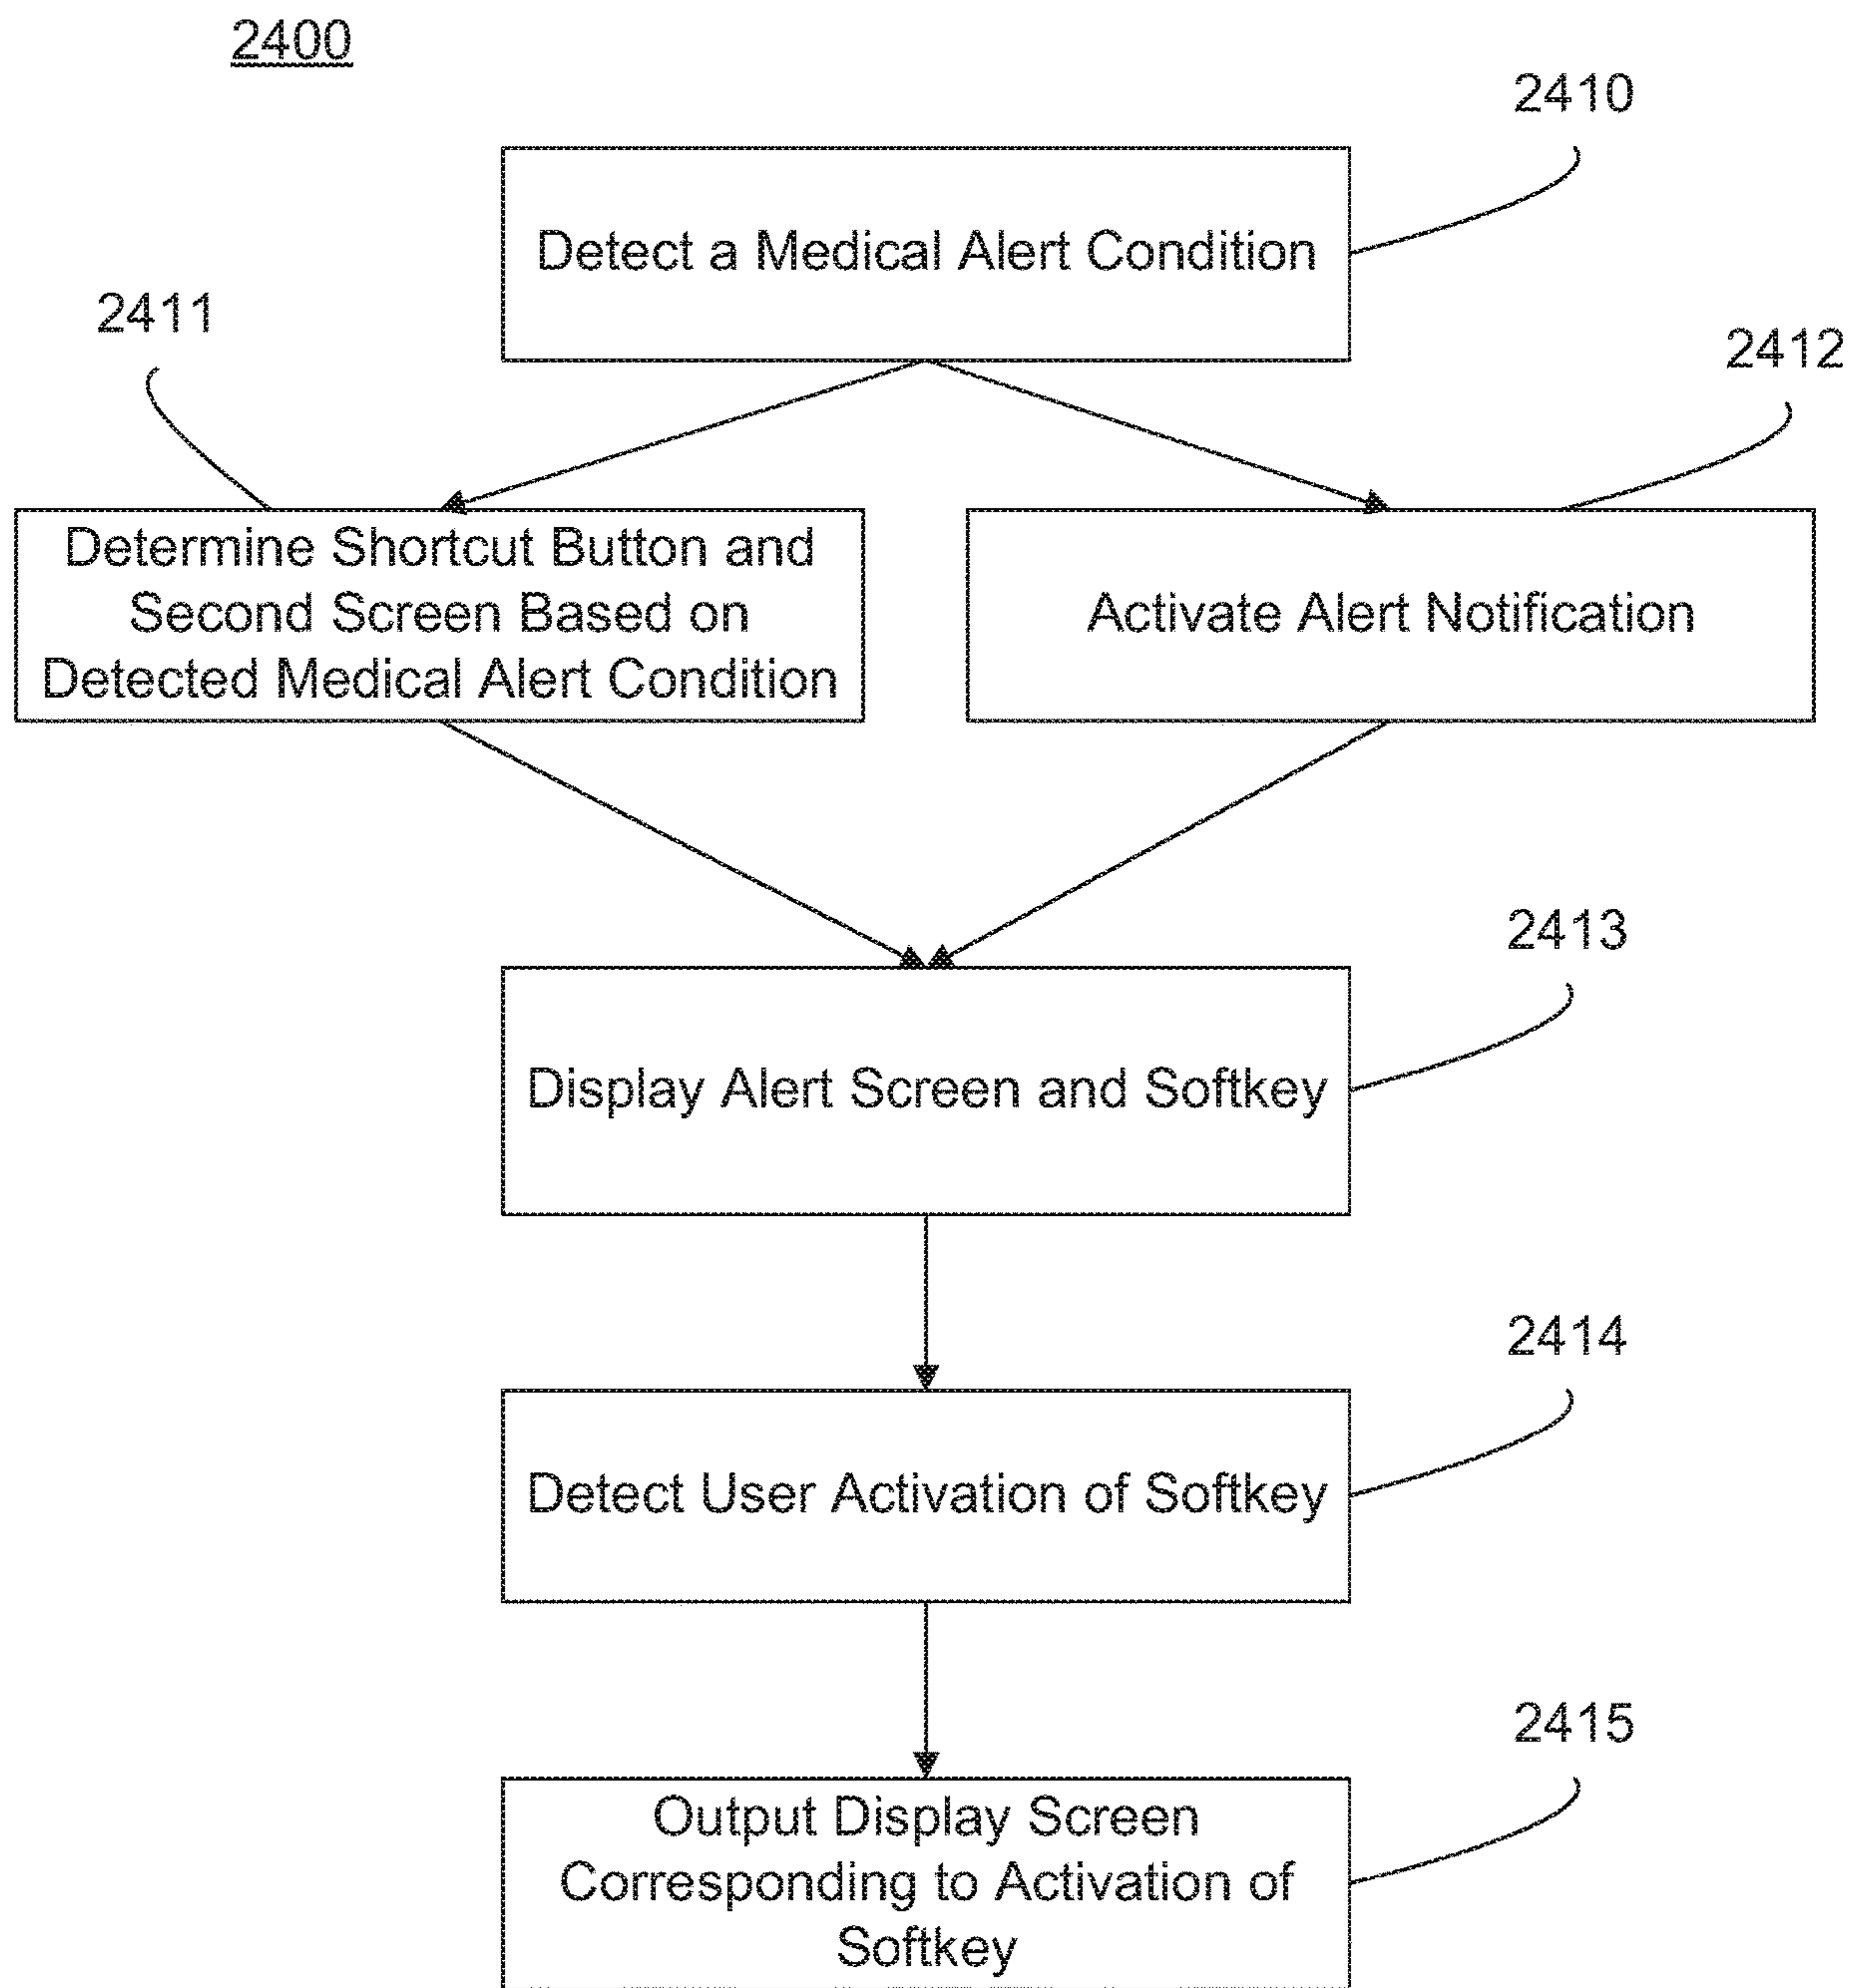 2400
2410
Detect a Medical Alert Condition
2411
2412
Determine Shortcut Button and
Second Screen Based on
Detected Medical Alert Condition
Activate Alert Notification
2413
Display Alert Screen and Softkey
2414
Detect User Activation of Softkey
2415
Output Display Screen
Corresponding to Activation of
Softkey